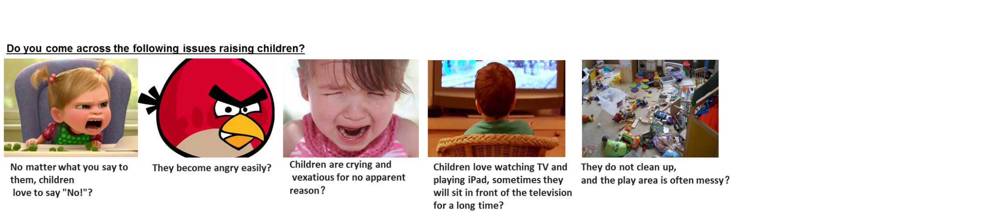 Do you come across the following issues raising children?
No matter what you say to
them, children
love to say "No!"?
They become angry easily?
Children are crying and
vexatious for no apparent
reason?
Children love watching TV and
playing iPad, sometimes they
will sit in front of the television
for a long time?
They do not clean up,
and the play area is often messy?